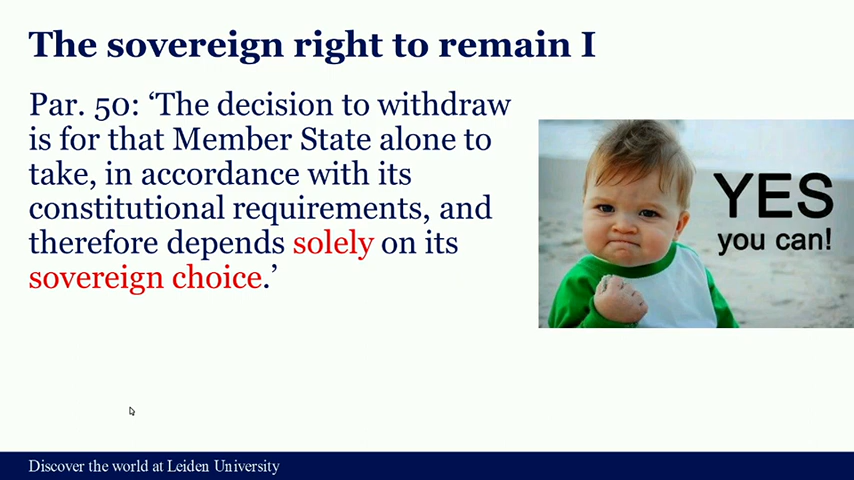 The sovereign right to remain I
Par. 50: ‘The decision to withdraw
is for that Member State alone to
take, in accordance with its
constitutional requirements, and
therefore depends solely on its
sovereign choice.’
YES
you can!
Discover the world at Leiden University